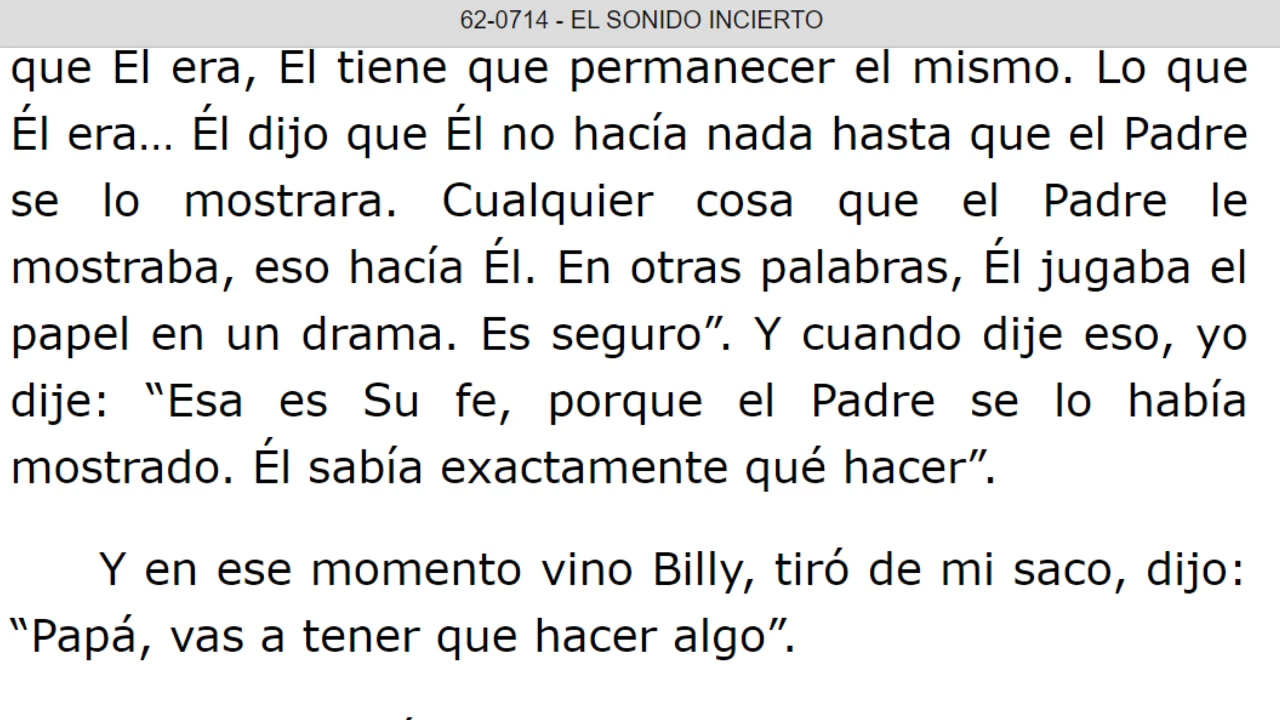 62-0714 - EL SONIDO INCIERTO
que Él era, Él tiene que permanecer el mismo. Lo que
Él era... Él dijo que Él no hacía nada hasta que el Padre
se lo mostrara. Cualquier cosa que el Padre le
mostraba, eso hacía Él. En otras palabras, Él jugaba el
papel en un drama. Es seguro”. Y cuando dije eso, yo
dije: “Esa es Su fe, porque el Padre se lo había
mostrado. Él sabía exactamente qué hacer”.
Y en ese momento vino Billy, tiró de mi saco, dijo:
“Papá, vas a tener que hacer algo”.